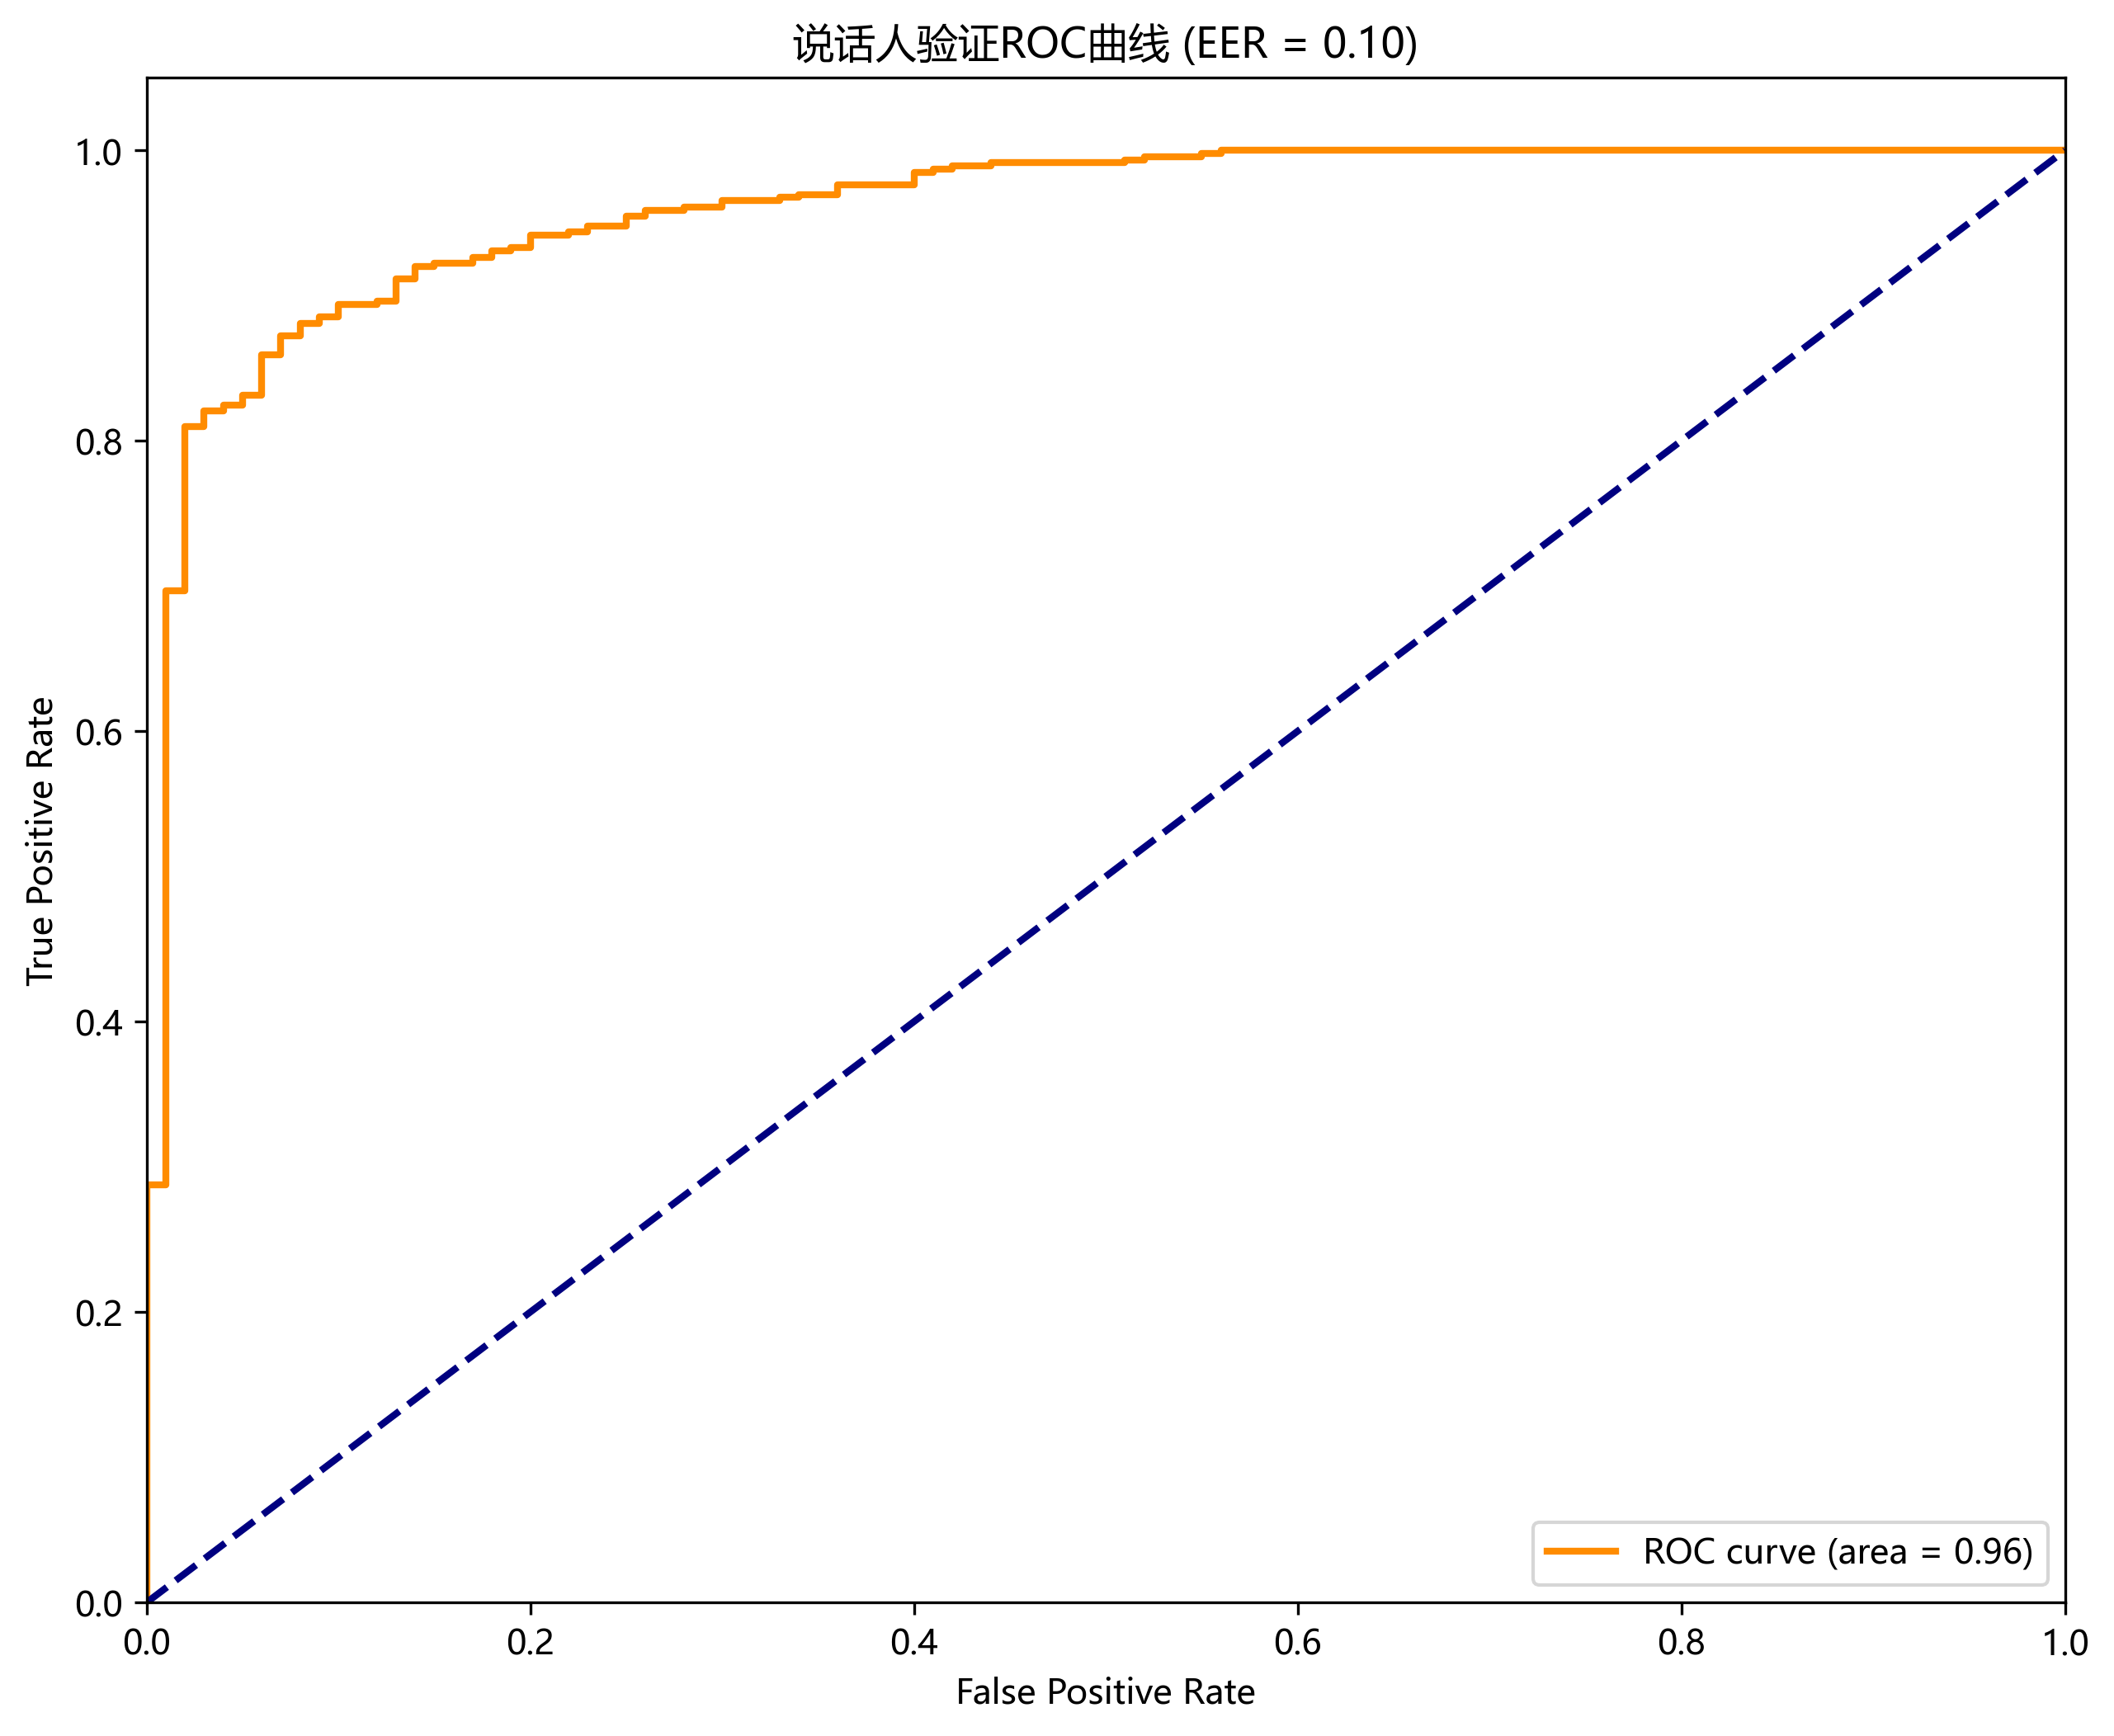 说话人验证ROC曲线 (EER = 0.10)
1.0
0.8
0.6
0.4
0.2
0.0
True Positive Rate
ROC curve (area = 0.96)
0.0 0.2 0.4 0.6 0.8 1.0
False Positive Rate